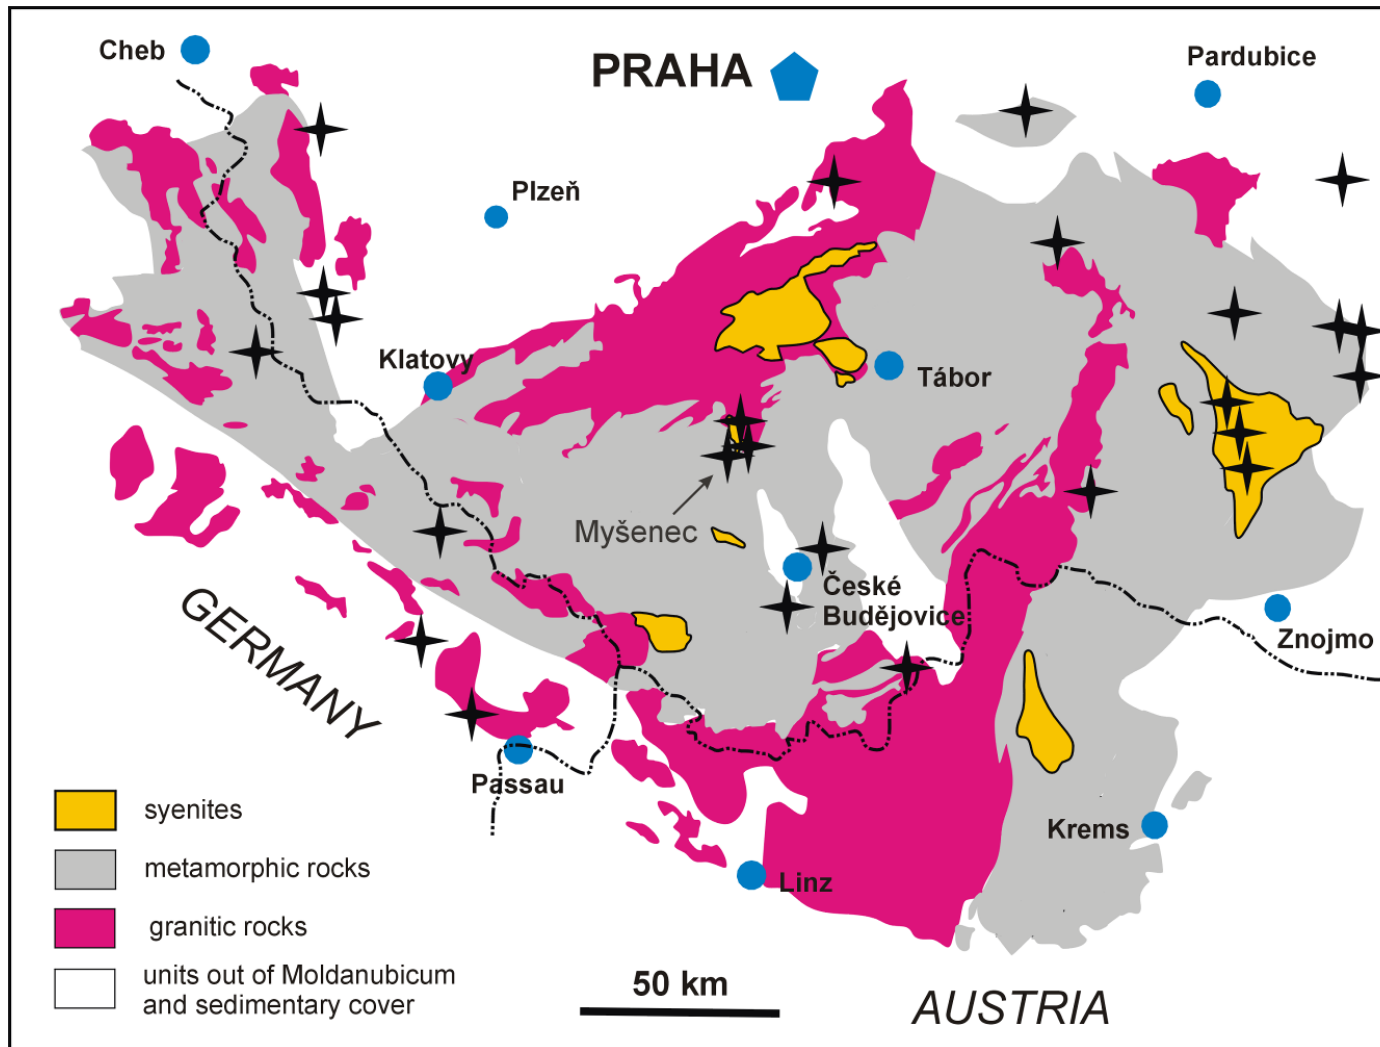 Cheb
PRAHA
Pardubice
Plzeň
Klatovy
Tábor
Myšenec
České
Budějovice
GERMANY
Znojmo
Passau
Krems
Linz
syenites
metamorphic rocks
granitic rocks
units out of Moldanubicum
and sedimentary cover
50 km
AUSTRIA